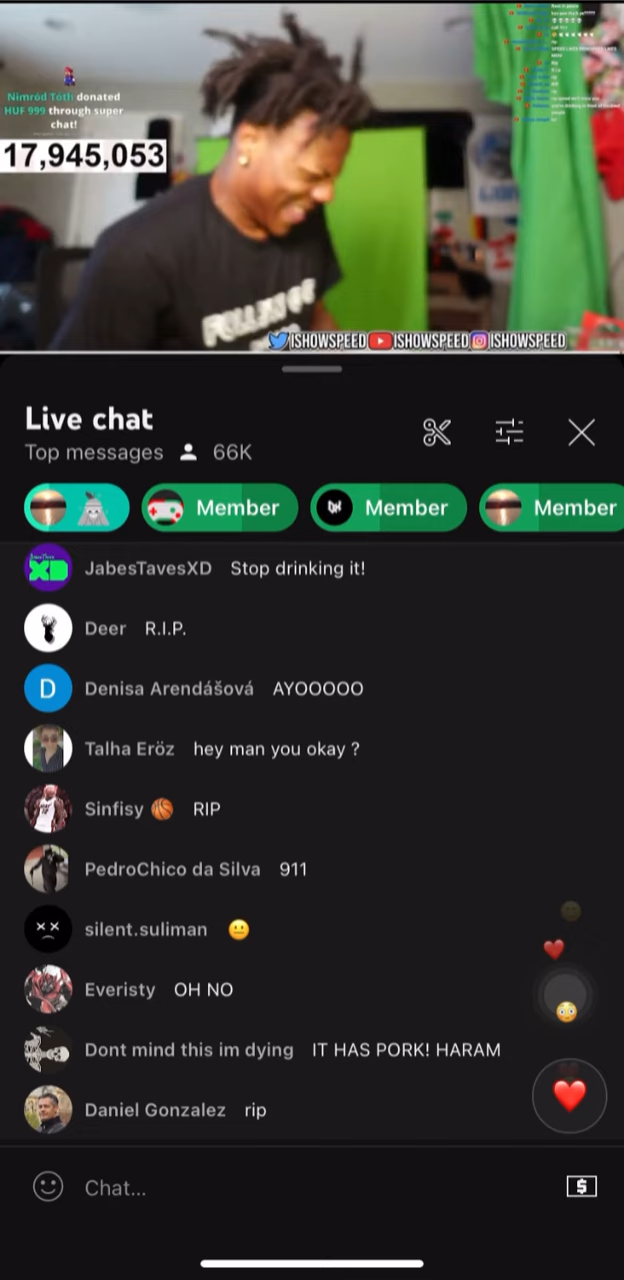 Nimród Tóth donated
HUF 999 through super
chat!
17,945,053
ISHOWSPEED ISHOWSPEED ISHOWSPEED
Live chat
Top messages 66K
Member Member Member
JabesTavesXD Stop drinking it!
Deer R.I.P.
D Denisa Arendášová AYOOOOO
Talha Eröz hey man you okay ?
Sinfisy 🏀 RIP
PedroChico da Silva 911
silent.suliman 😐
Everisty OH NO
Dont mind this im dying IT HAS PORK! HARAM
Daniel Gonzalez rip
Chat...